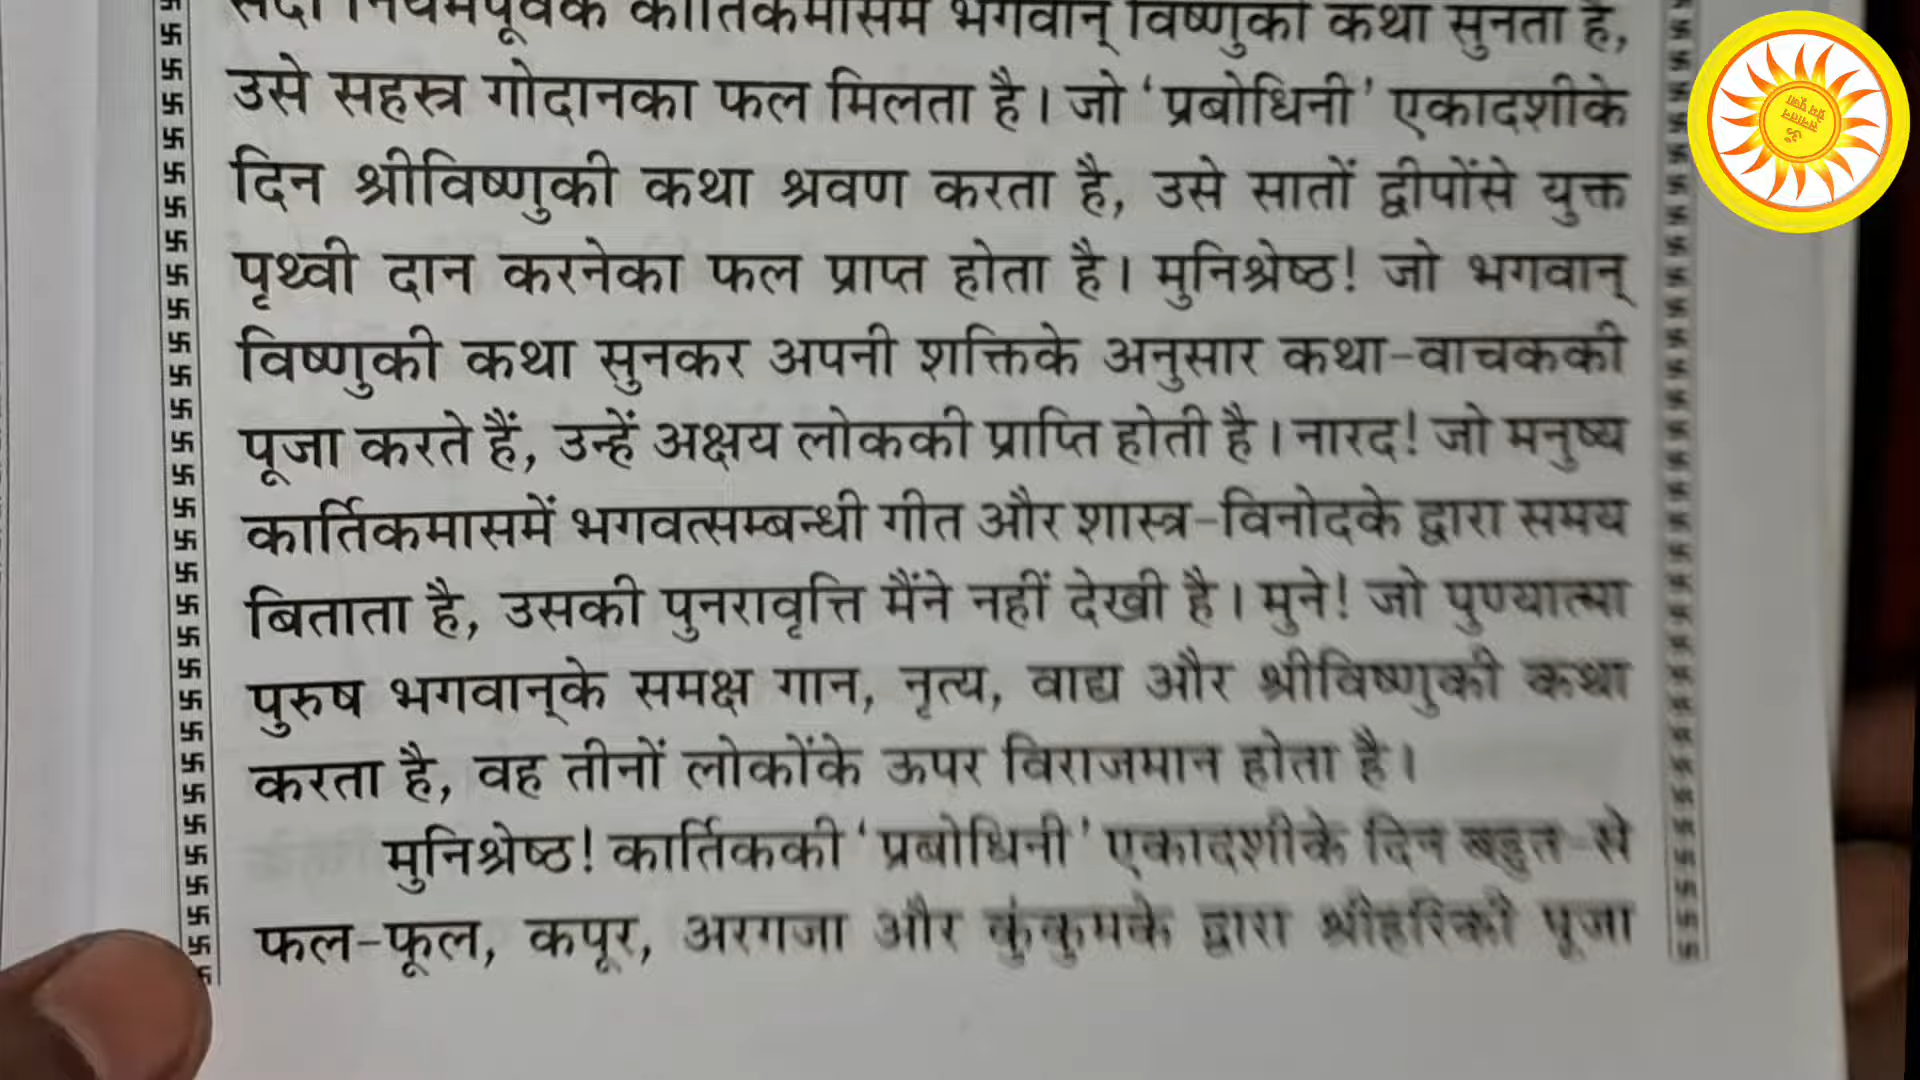 सदा नियमपूर्वक कार्तिकमासमें भगवान् विष्णुकी कथा सुनता है,
उसे सहस्त्र गोदानका फल मिलता है। जो ‘प्रबोधिनी’ एकादशीके
दिन श्रीविष्णुकी कथा श्रवण करता है, उसे सातों द्वीपोंसे युक्त
पृथ्वी दान करनेका फल प्राप्त होता है। मुनिश्रेष्ठ! जो भगवान्
विष्णुकी कथा सुनकर अपनी शक्तिके अनुसार कथा-वाचककी
पूजा करते हैं, उन्हें अक्षय लोककी प्राप्ति होती है। नारद! जो मनुष्य
कार्तिकमासमें भगवत्सम्बन्धी गीत और शास्त्र-विनोदके द्वारा समय
बिताता है, उसकी पुनरावृत्ति मैंने नहीं देखी है। मुने! जो पुण्यात्मा
पुरुष भगवान्‌के समक्ष गान, नृत्य, वाद्य और श्रीविष्णुकी कथा
करता है, वह तीनों लोकोंके ऊपर विराजमान होता है।
मुनिश्रेष्ठ! कार्तिककी ‘प्रबोधिनी’ एकादशीके दिन बहुत-से
फल-फूल, कपूर, अरगजा और कुंकुमके द्वारा श्रीहरिकी पूजा